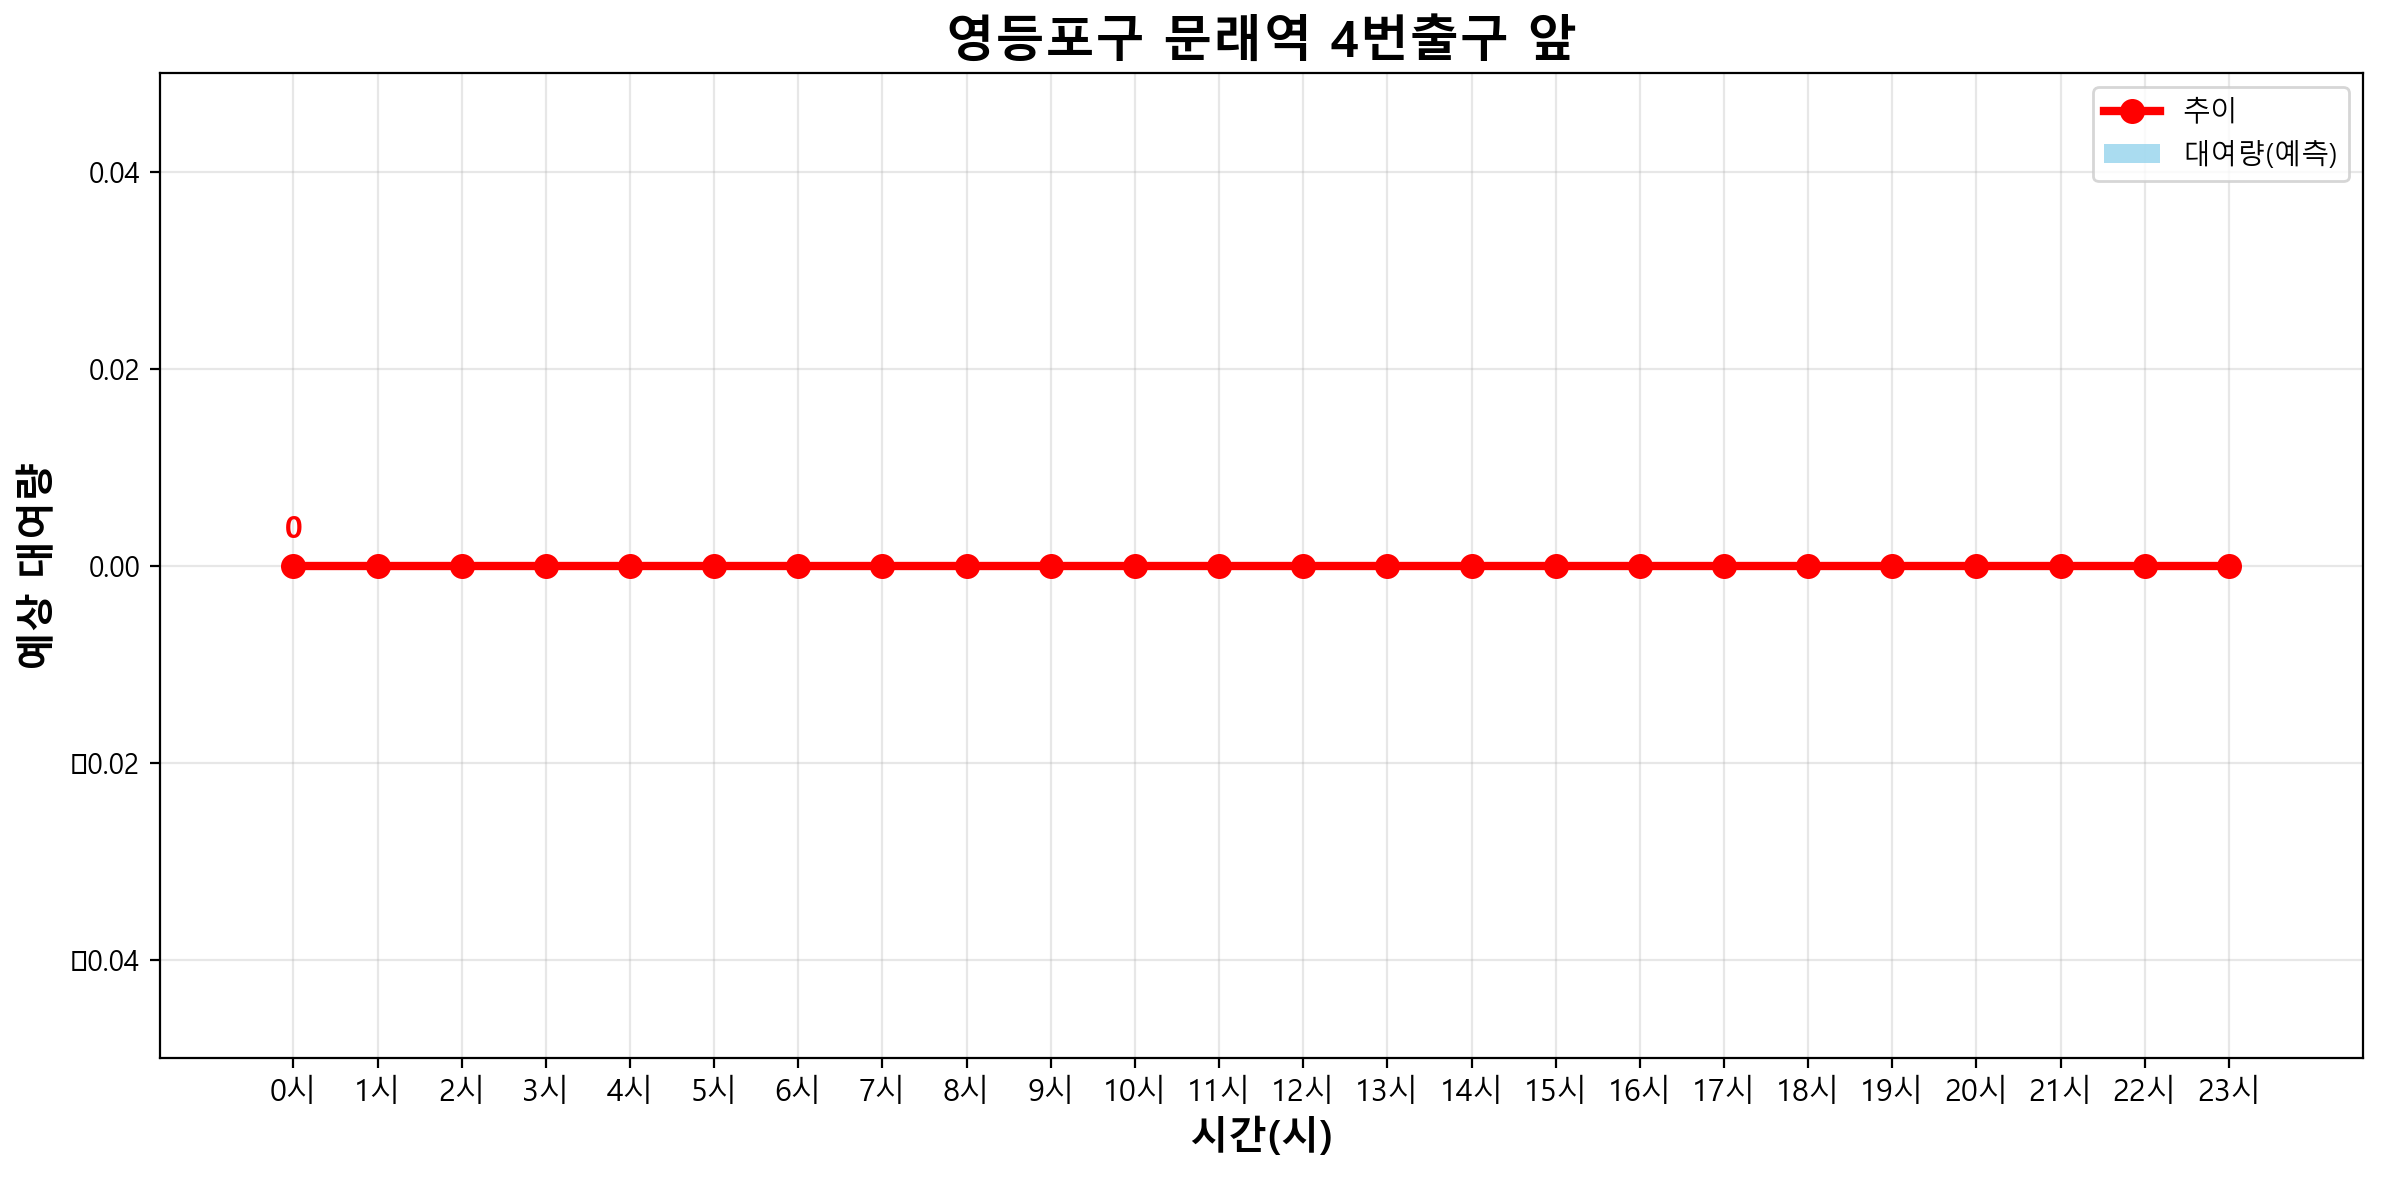 영등포구 문래역 4번출구 앞
추이
대여량(예측)
예상 대여량
0.04
0.02
0.00
▯0.02
▯0.04
0
0시 1시 2시 3시 4시 5시 6시 7시 8시 9시 10시 11시 12시 13시 14시 15시 16시 17시 18시 19시 20시 21시 22시 23시
시간(시)